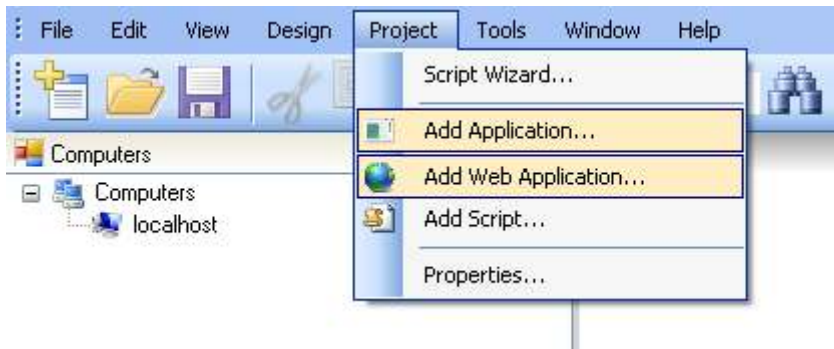 File Edit View Design Project Tools Window Help
Script Wizard...
Add Application...
Computers
Add Web Application...
Computers
localhost
Add Script...
Properties...